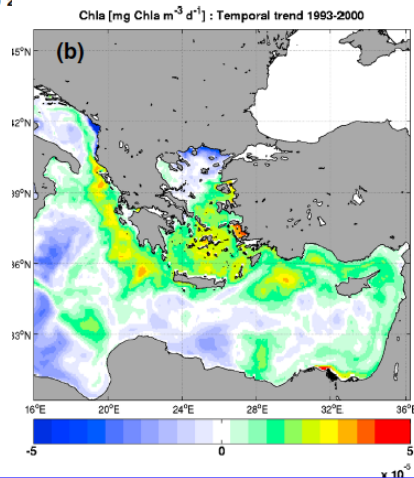 Chla [mg Chla m⁻³ d⁻¹] : Temporal trend 1993-2000
(b)
45°N
42°N
39°N
36°N
33°N
16°E 20°E 24°E 28°E 32°E 36°E
-5 0 5
x 10⁻⁵